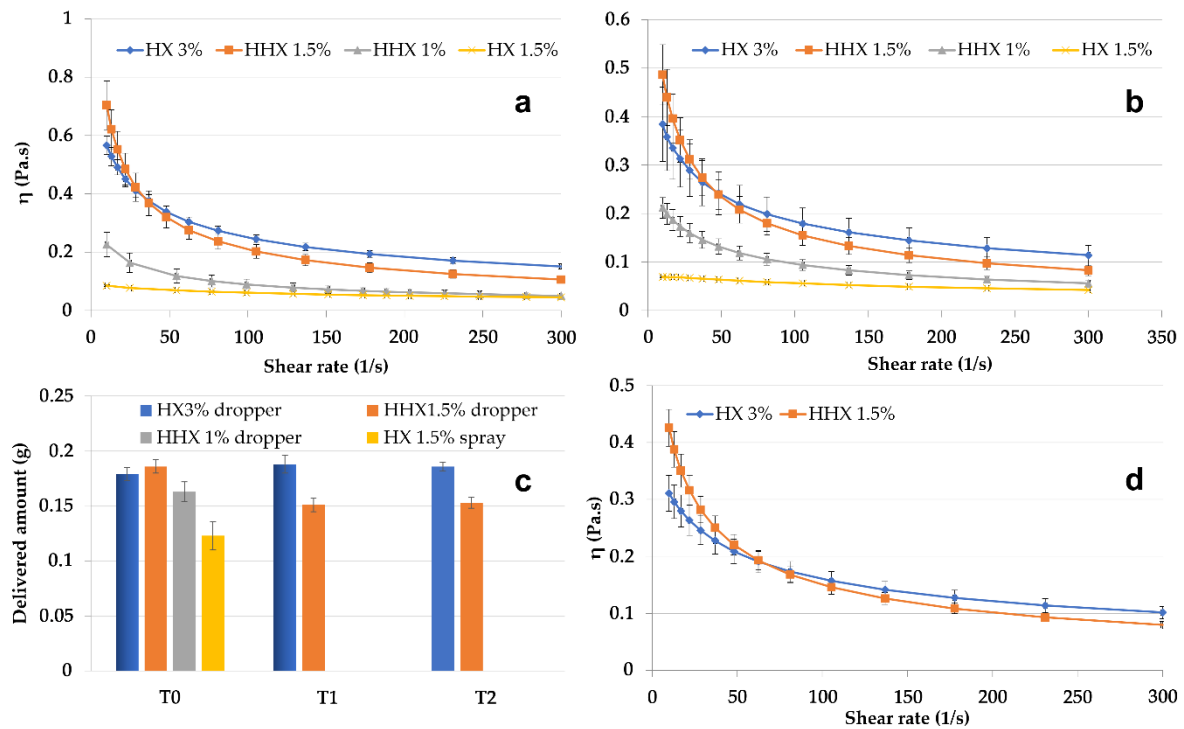 1
0.8
0.6
0.4
0.2
0
η (Pa.s)
HX 3% HHX 1.5% HHX 1% HX 1.5%
a
0 50 100 150 200 250 300
Shear rate (1/s)
0.6
0.5
0.4
0.3
0.2
0.1
0
η (Pa.s)
HX 3% HHX 1.5% HHX 1% HX 1.5%
b
0 50 100 150 200 250 300 350
Shear rate (1/s)
0.25
0.2
0.15
0.1
0.05
0
Delivered amount (g)
HX3% dropper HHX1.5% dropper
HHX 1% dropper HX 1.5% spray
c
T0 T1 T2
0.5
0.4
0.3
0.2
0.1
0
η (Pa.s)
HX 3% HHX 1.5%
d
0 50 100 150 200 250 300
Shear rate (1/s)